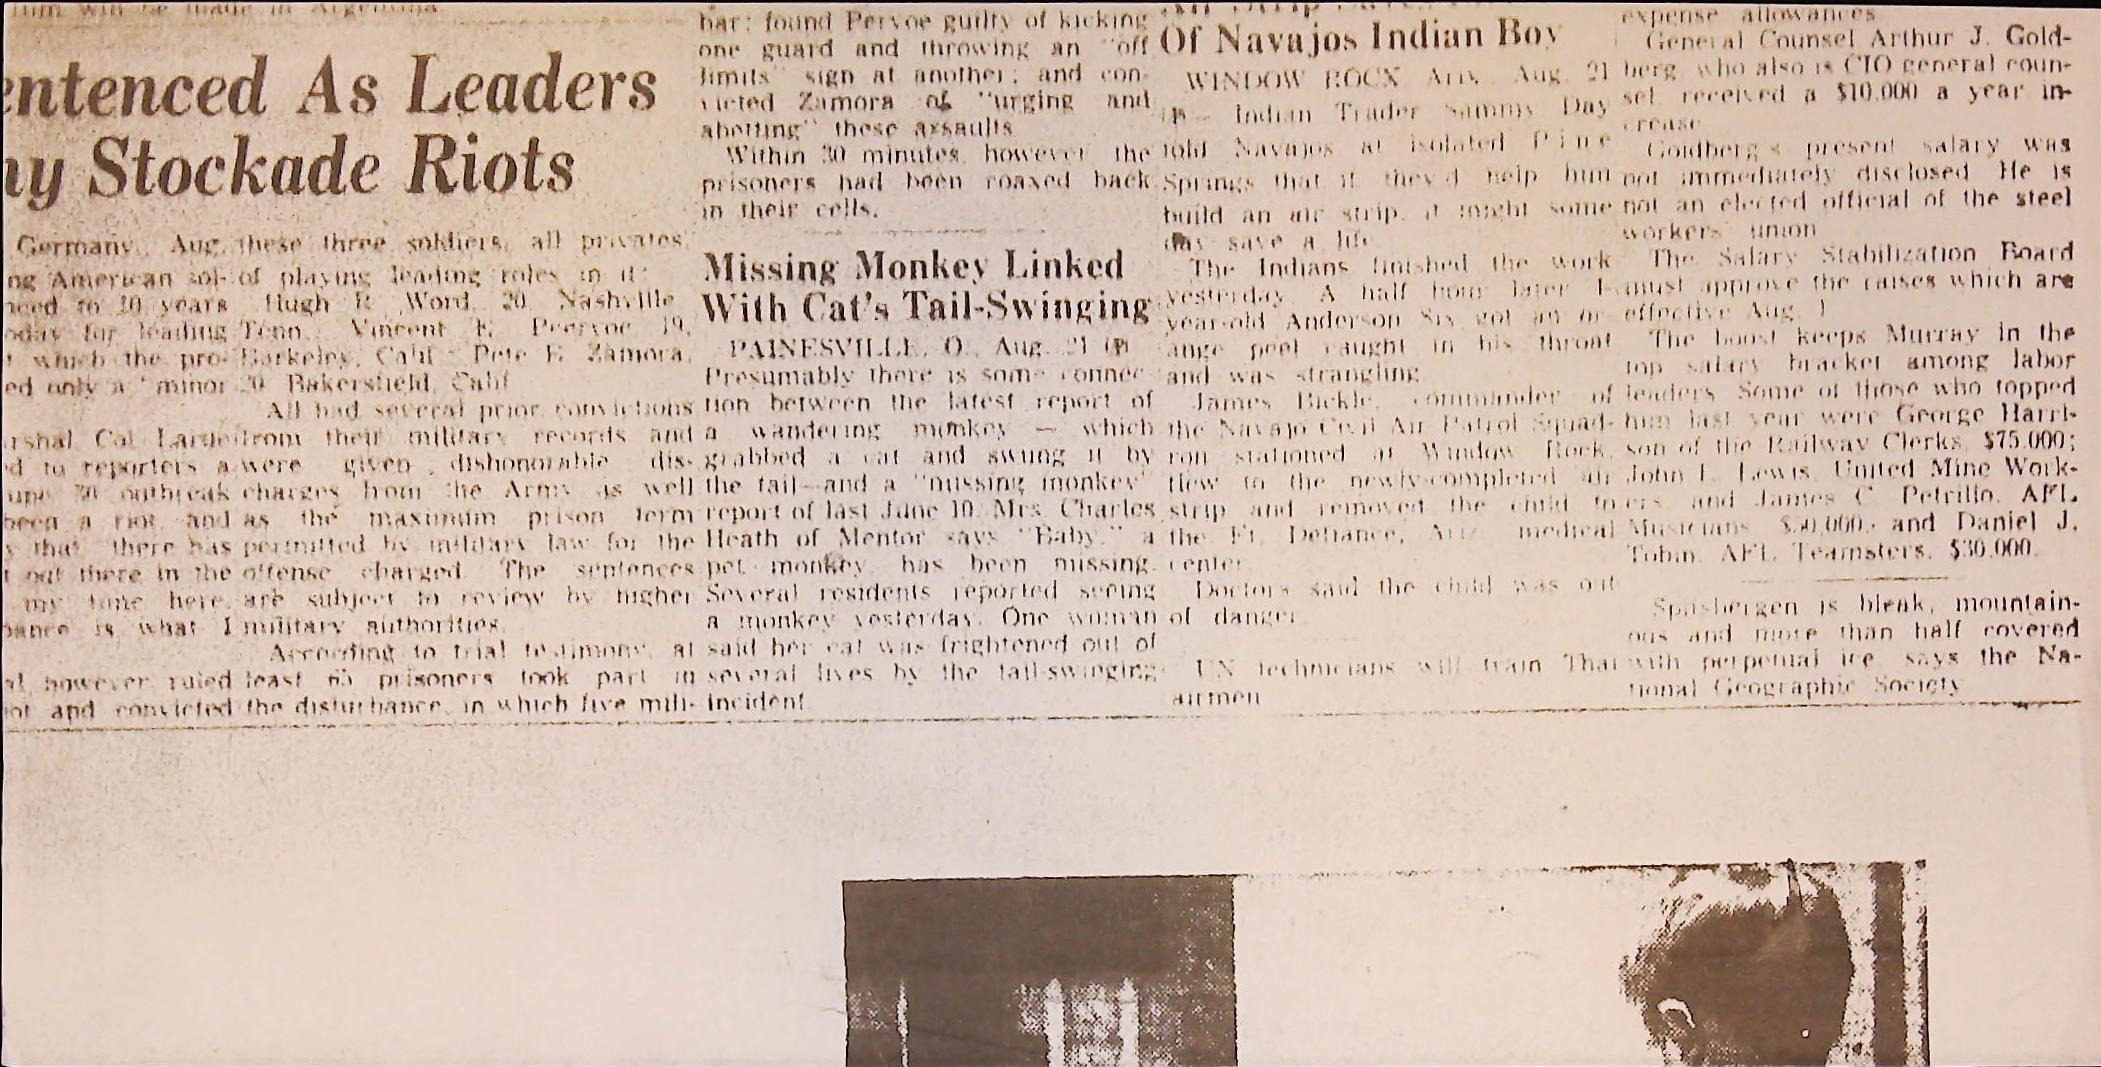 entenced As Leaders
y Stockade Riots
Germany, Aug.
ng American sol-
nced to 10 years
oday for leading
t which the pro-
ed only a "minor
arshal Col.
ed to reporters a
30 outbreak
been a riot, and
y that "there has
t out there in the
my time here,
bance is what I
however, ruled
iot and convicted
these three soldiers, all privates,
of playing leading roles in it:
Hugh R. Word, 20, Nashville,
Tenn., Vincent E. 19,
Barkeley, Calif.; Pete E. Zamora,
20, Bakersfield, Calif.
All had several prior convictions
from their military records and
were given dishonorable dis-
charges from the Army as well
as the maximum prison term
permitted by military law for the
offense charged. The sentences
are subject to review by higher
military authorities.
According to trial testimony, at
least 65 prisoners took part in
the disturbance, in which five mili-
bar; found Pervoe guilty of kicking
one guard and throwing an "off
limits" sign at another; and con-
victed Zamora of "urging and
abetting" these assaults.
Within 30 minutes, however, the
prisoners had been coaxed back
in their cells.
Missing Monkey Linked
With Cat's Tail-Swinging
PAINESVILLE, O., Aug. 21 (AP)
Presumably there is some connec-
tion between the latest report of
a wandering monkey — which
grabbed a cat and swung it by
the tail—and a "missing monkey"
report of last June 10. Mrs. Charles
Heath of Mentor says "Baby," a
pet monkey, has been missing.
Several residents reported seeing
a monkey yesterday. One woman
said her cat was frightened out of
several lives by the tail-swinging
incident.
Of Navajos Indian Boy
WINDOW ROCK, Ariz., Aug. 21
(AP) — Indian Trader Sammy Day
told Navajos at isolated Pine
Springs that if they'd help him
build an air strip, it might some
day save a life.
The Indians finished the work
yesterday. A half hour later
year-old Anderson Six got an or-
ange peel caught in his throat
and was strangling.
James Bickle, commander of
the Navajo Civil Air Patrol Squad-
ron stationed at Window Rock,
flew to the newly-completed air
strip and removed the child to
the Ft. Defiance, Ariz., medical
center.
Doctors said the child was out
of danger.
UN technicians will train Thai
airmen
expense allowances.
General Counsel Arthur J. Gold-
berg, who also is CIO general coun-
sel, received a $10,000 a year in-
crease.
Goldberg's present salary was
not immediately disclosed. He is
not an elected official of the steel
workers' union.
The Salary Stabilization Board
must approve the raises which are
effective Aug. 1.
The boost keeps Murray in the
top salary bracket among labor
leaders. Some of those who topped
him last year were George Harri-
son of the Railway Clerks, $75,000;
John L. Lewis, United Mine Work-
ers, and James C. Petrillo, AFL
Musicians, $50,000; and Daniel J.
Tobin, AFL Teamsters, $30,000.
Spitsbergen is bleak, mountain-
ous and more than half covered
with perpetual ice, says the Na-
tional Geographic Society